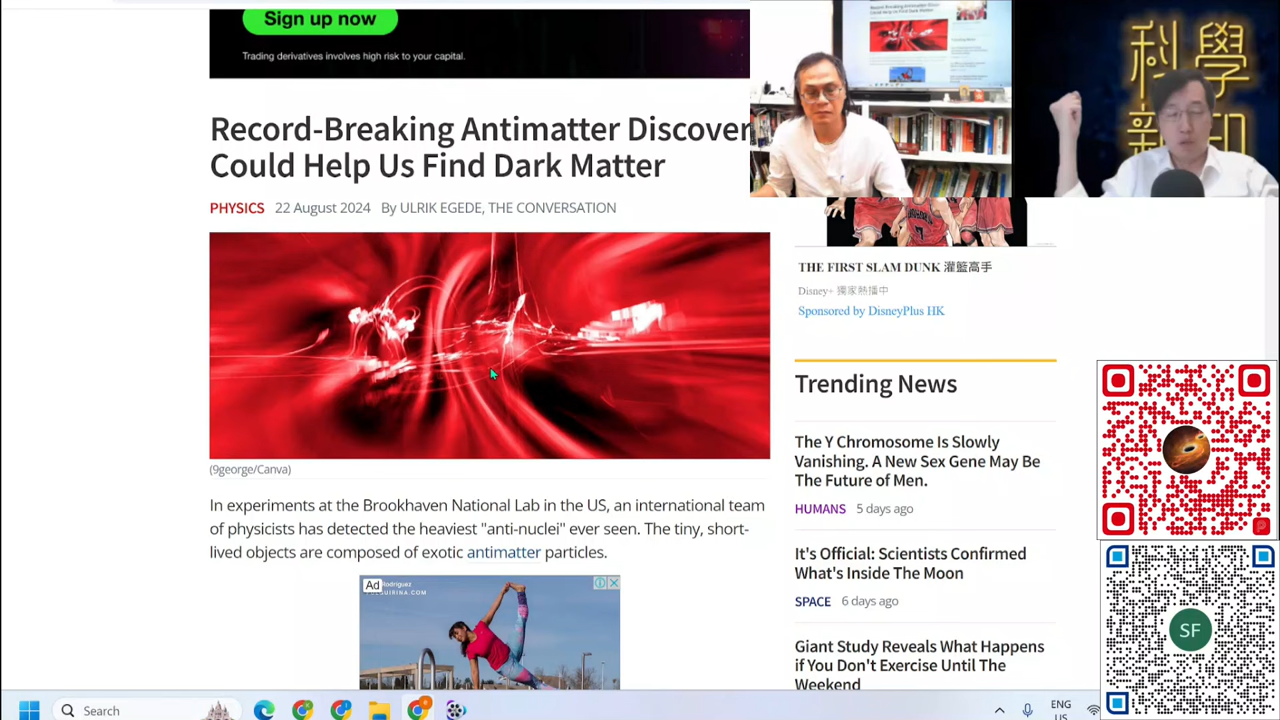 Sign up now
Trading derivatives involves high risk to your capital.
Record-Breaking Antimatter Discover
Could Help Us Find Dark Matter
PHYSICS 22 August 2024 By ULRIK EGEDE, THE CONVERSATION
(9george/Canva)
In experiments at the Brookhaven National Lab in the US, an international team
of physicists has detected the heaviest "anti-nuclei" ever seen. The tiny, short-
lived objects are composed of exotic antimatter particles.
Ad
科學
新知
THE FIRST SLAM DUNK 灌籃高手
Disney+ 獨家熱播中
Sponsored by DisneyPlus HK
Trending News
The Y Chromosome Is Slowly
Vanishing. A New Sex Gene May Be
The Future of Men.
HUMANS 5 days ago
It's Official: Scientists Confirmed
What's Inside The Moon
SPACE 6 days ago
Giant Study Reveals What Happens
if You Don't Exercise Until The
Weekend
SF
Search
ENG
US